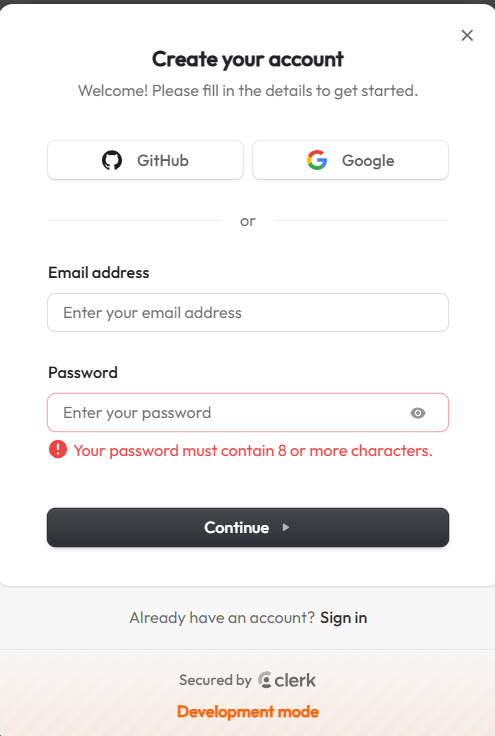 Create your account
Welcome! Please fill in the details to get started.
GitHub
Google
or
Email address
Enter your email address
Password
Enter your password
Your password must contain 8 or more characters.
Continue
Already have an account? Sign in
Secured by clerk
Development mode